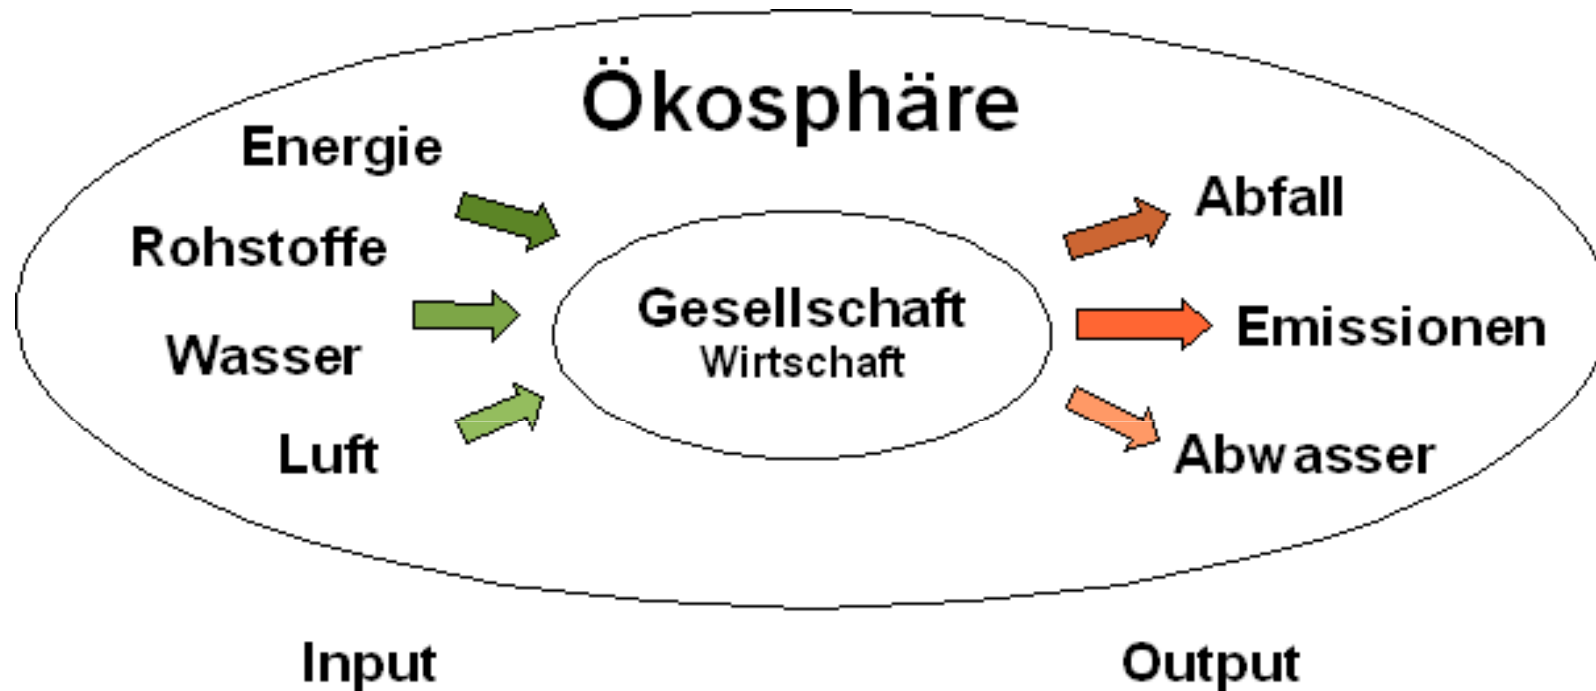 Ökosphäre
Energie
Rohstoffe
Wasser
Luft
Gesellschaft
Wirtschaft
Abfall
Emissionen
Abwasser
Input
Output